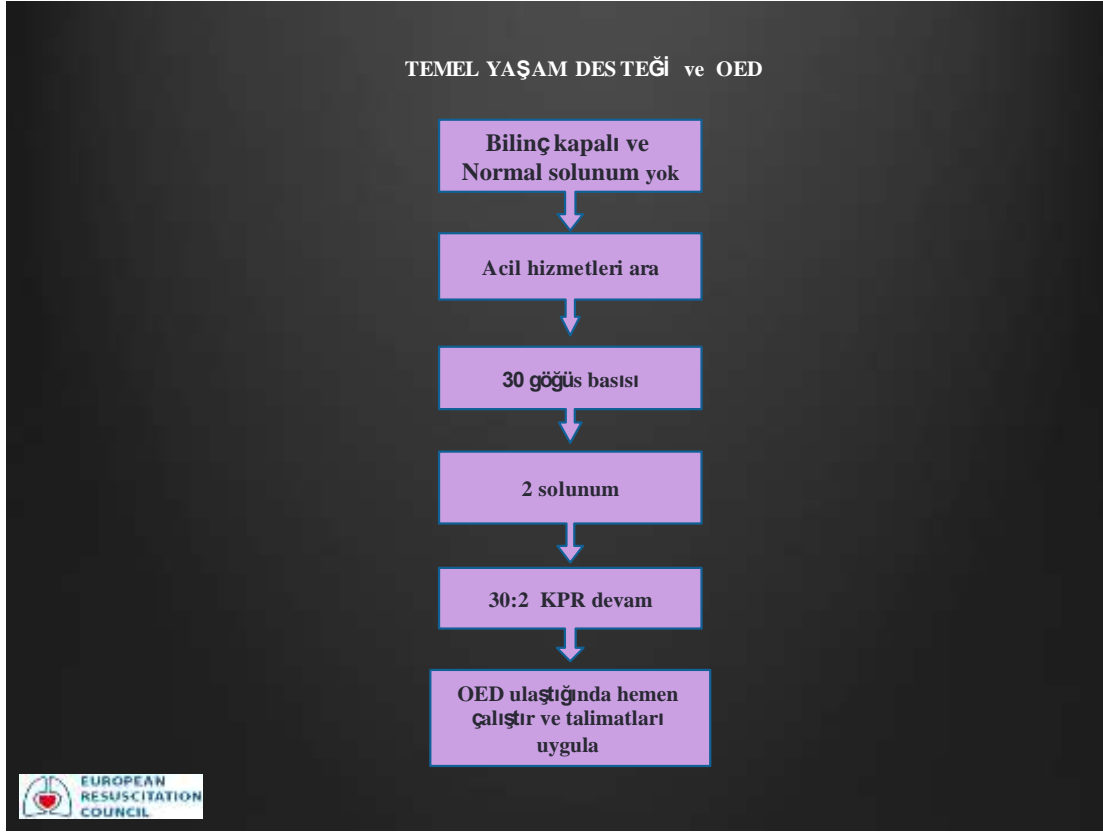 TEMEL YAŞAM DESTEĞİ ve OED
Bilinç kapalı ve
Normal solunum yok
Acil hizmetleri ara
30 göğüs basısı
2 solunum
30:2 KPR devam
OED ulaştığında hemen
çalıştır ve talimatları
uygula
EUROPEAN
RESUSCITATION
COUNCIL